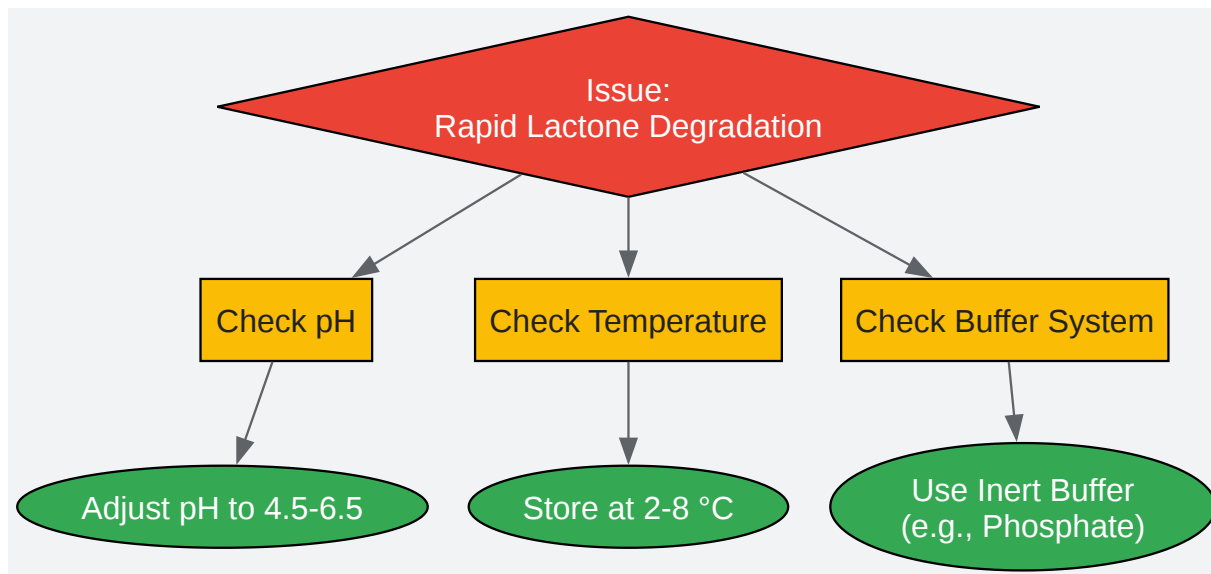 Issue:
Rapid Lactone Degradation
Check pH
Check Temperature
Check Buffer System
Adjust pH to 4.5-6.5
Store at 2-8 °C
Use Inert Buffer
(e.g., Phosphate)